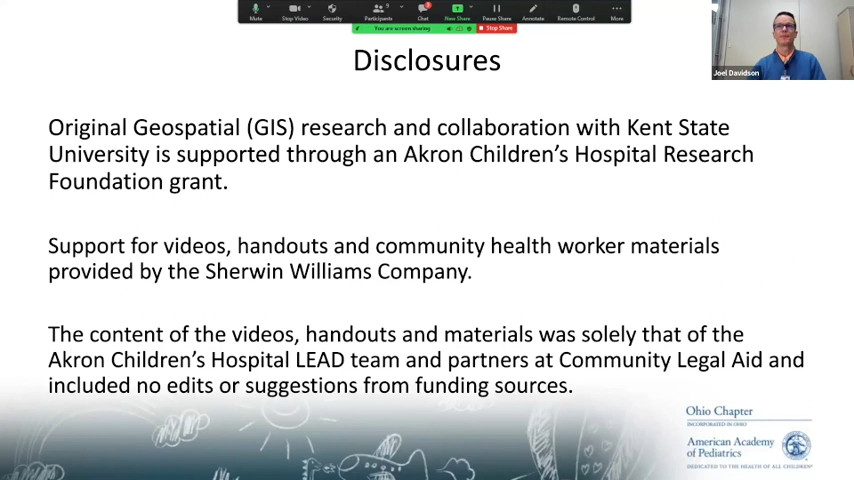 Mute
Stop Video
Security
Participants
9
Chat
New Share
Pause Share
Annotate
Remote Control
More
You are screen sharing
Stop Share
Joel Davidson
Disclosures
Original Geospatial (GIS) research and collaboration with Kent State
University is supported through an Akron Children’s Hospital Research
Foundation grant.
Support for videos, handouts and community health worker materials
provided by the Sherwin Williams Company.
The content of the videos, handouts and materials was solely that of the
Akron Children’s Hospital LEAD team and partners at Community Legal Aid and
included no edits or suggestions from funding sources.
Ohio Chapter
INCORPORATED IN OHIO
American Academy
of Pediatrics
DEDICATED TO THE HEALTH OF ALL CHILDREN®